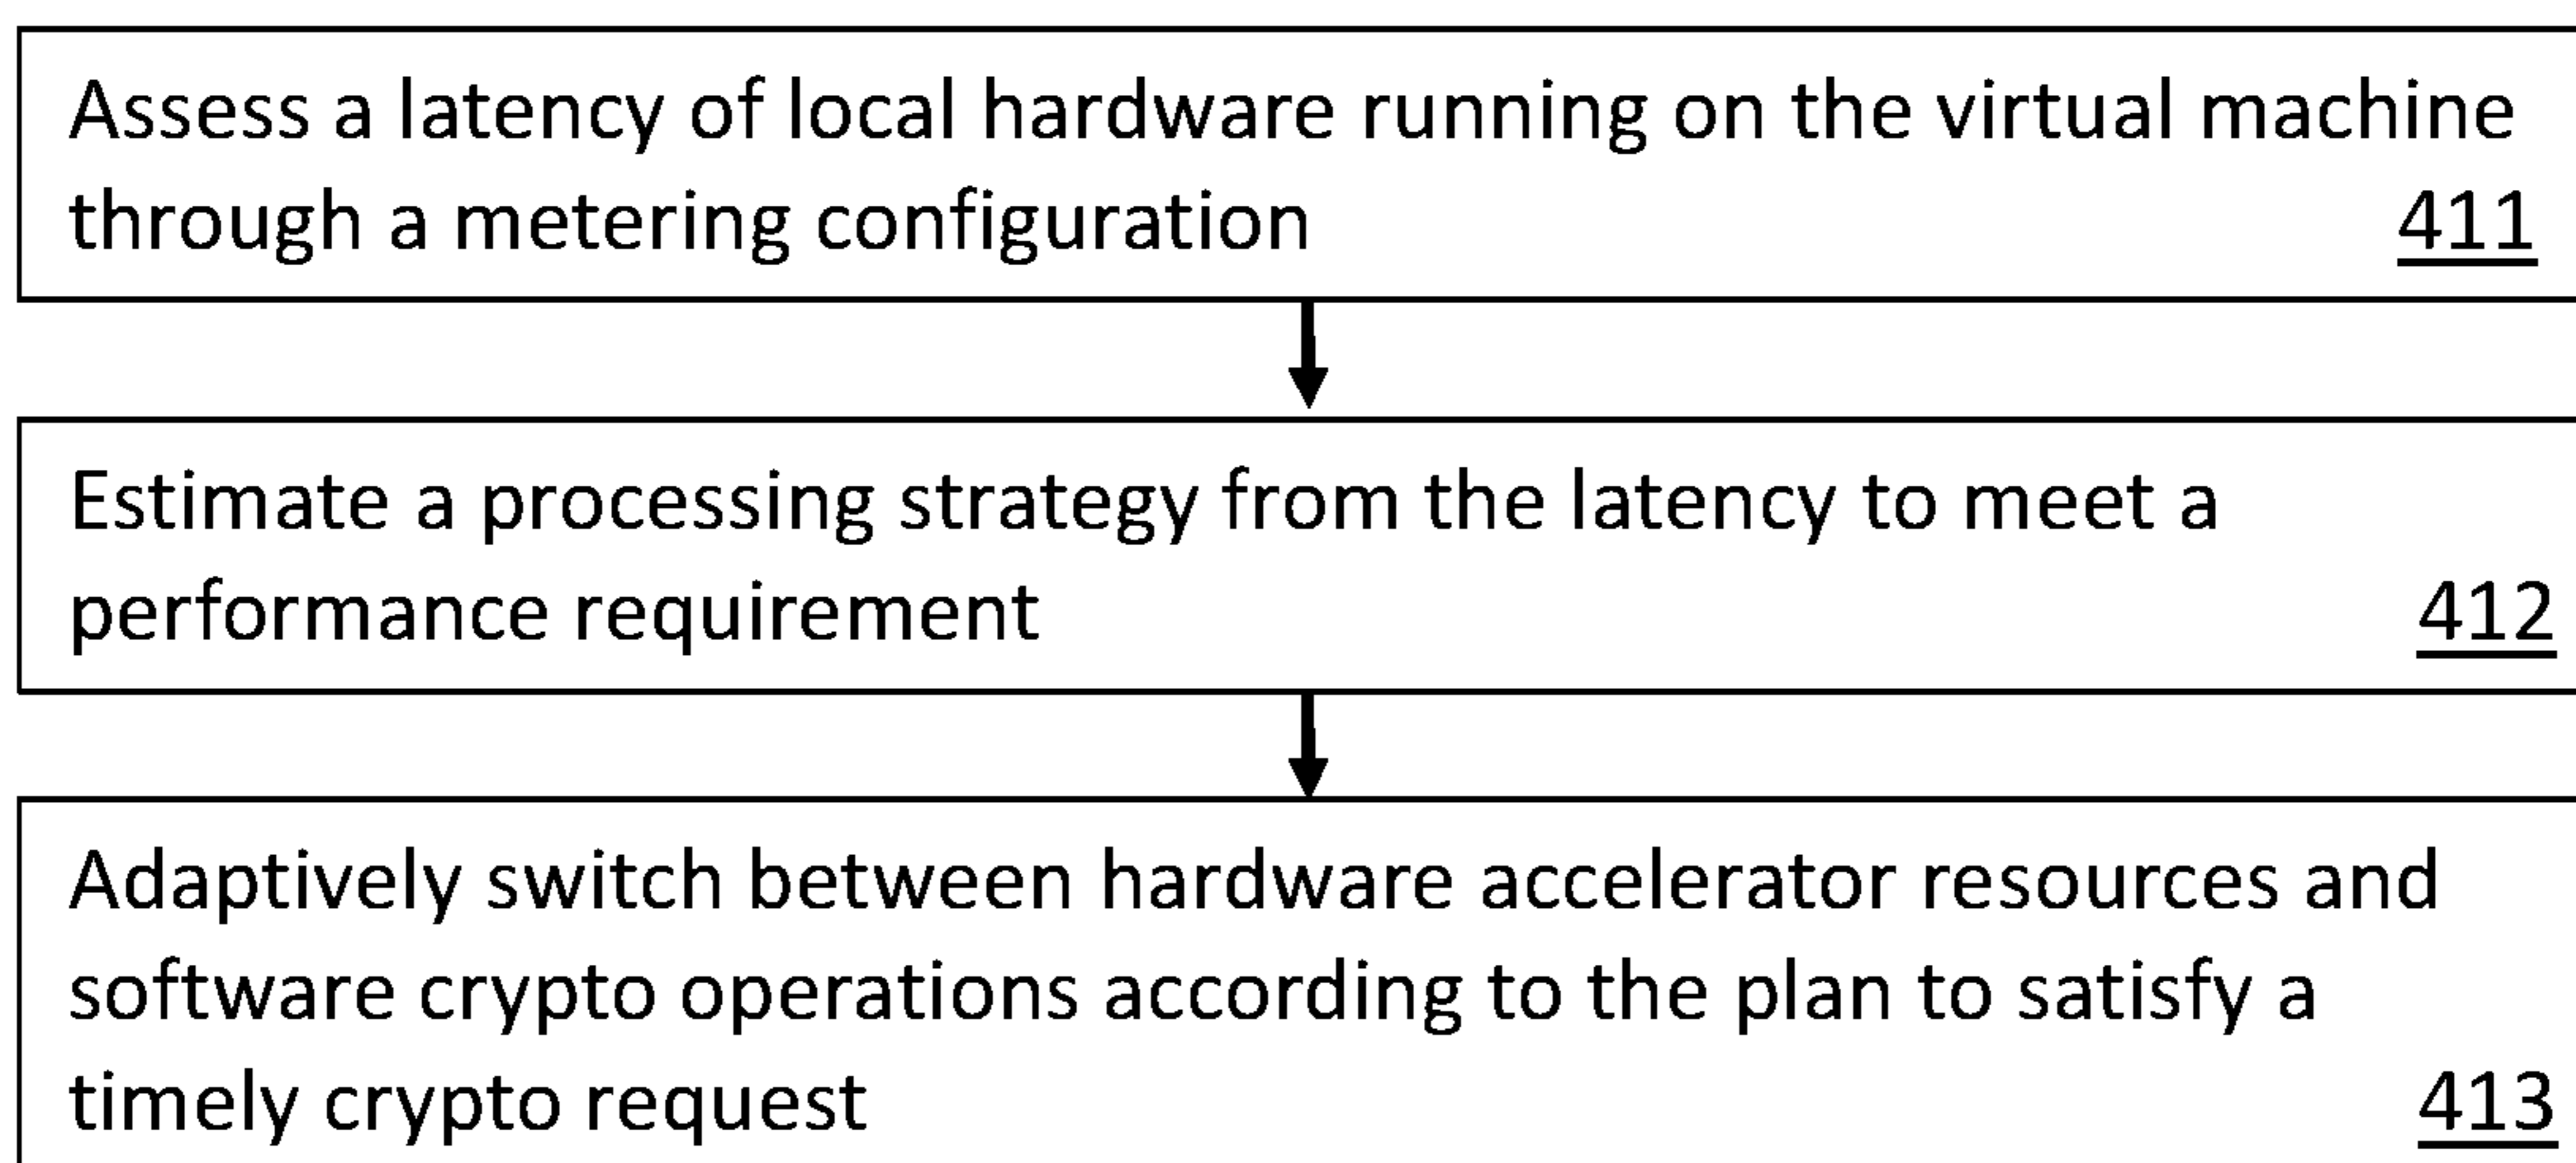 Assess a latency of local hardware running on the virtual machine
through a metering configuration 411
Estimate a processing strategy from the latency to meet a
performance requirement 412
Adaptively switch between hardware accelerator resources and
software crypto operations according to the plan to satisfy a
timely crypto request 413